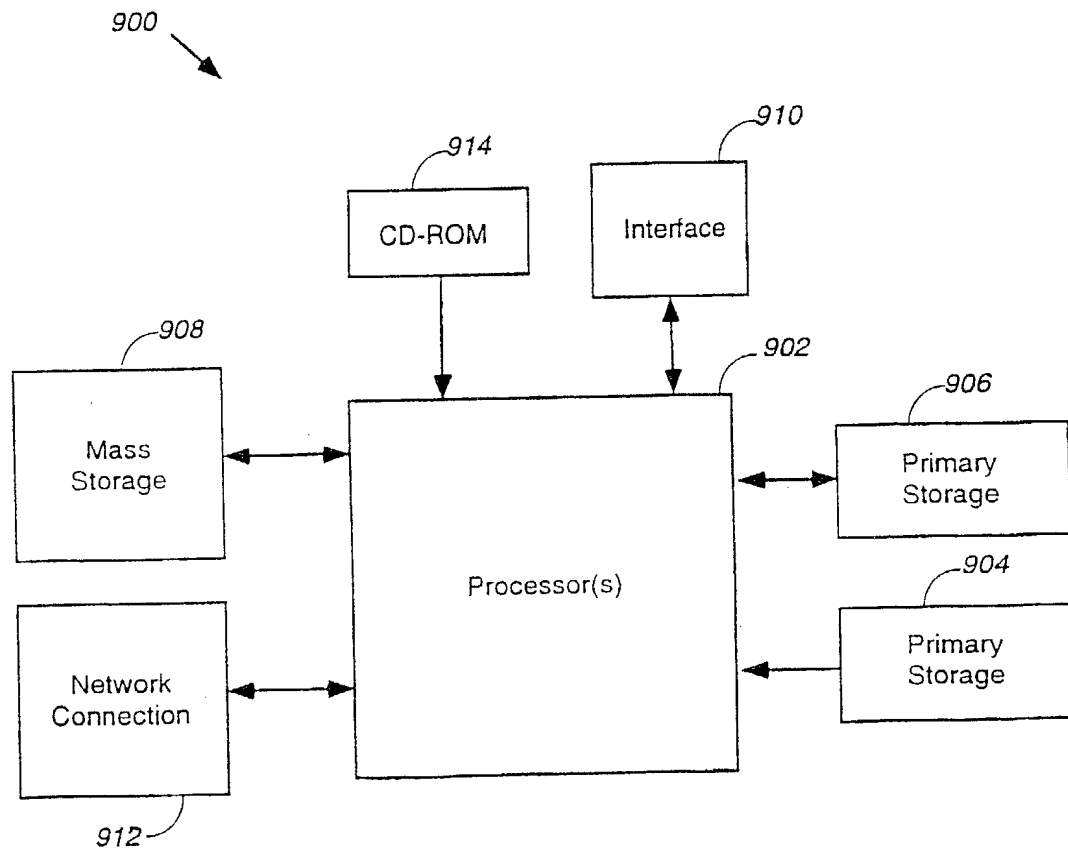 900
910
914
CD-ROM
Interface
908
902
906
Mass
Storage
Primary
Storage
904
Processor(s)
Primary
Storage
Network
Connection
912